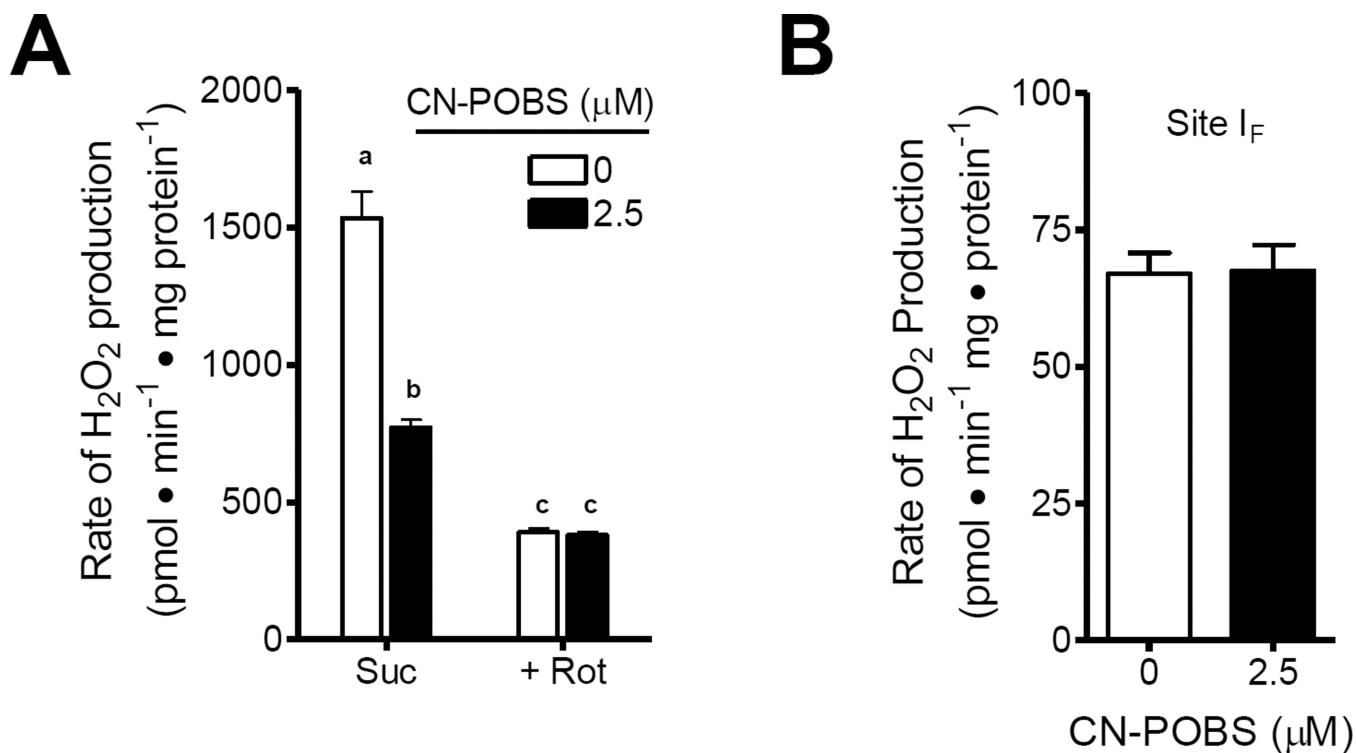 A
Rate of H₂O₂ production
(pmol • min⁻¹ • mg protein⁻¹)
2000
1500
1000
500
0
CN-POBS (μM)
0
2.5
a
b
c c
Suc + Rot
B
Rate of H₂O₂ Production
(pmol • min⁻¹ mg • protein⁻¹)
100
75
50
25
0
Site I_F
0 2.5
CN-POBS (μM)